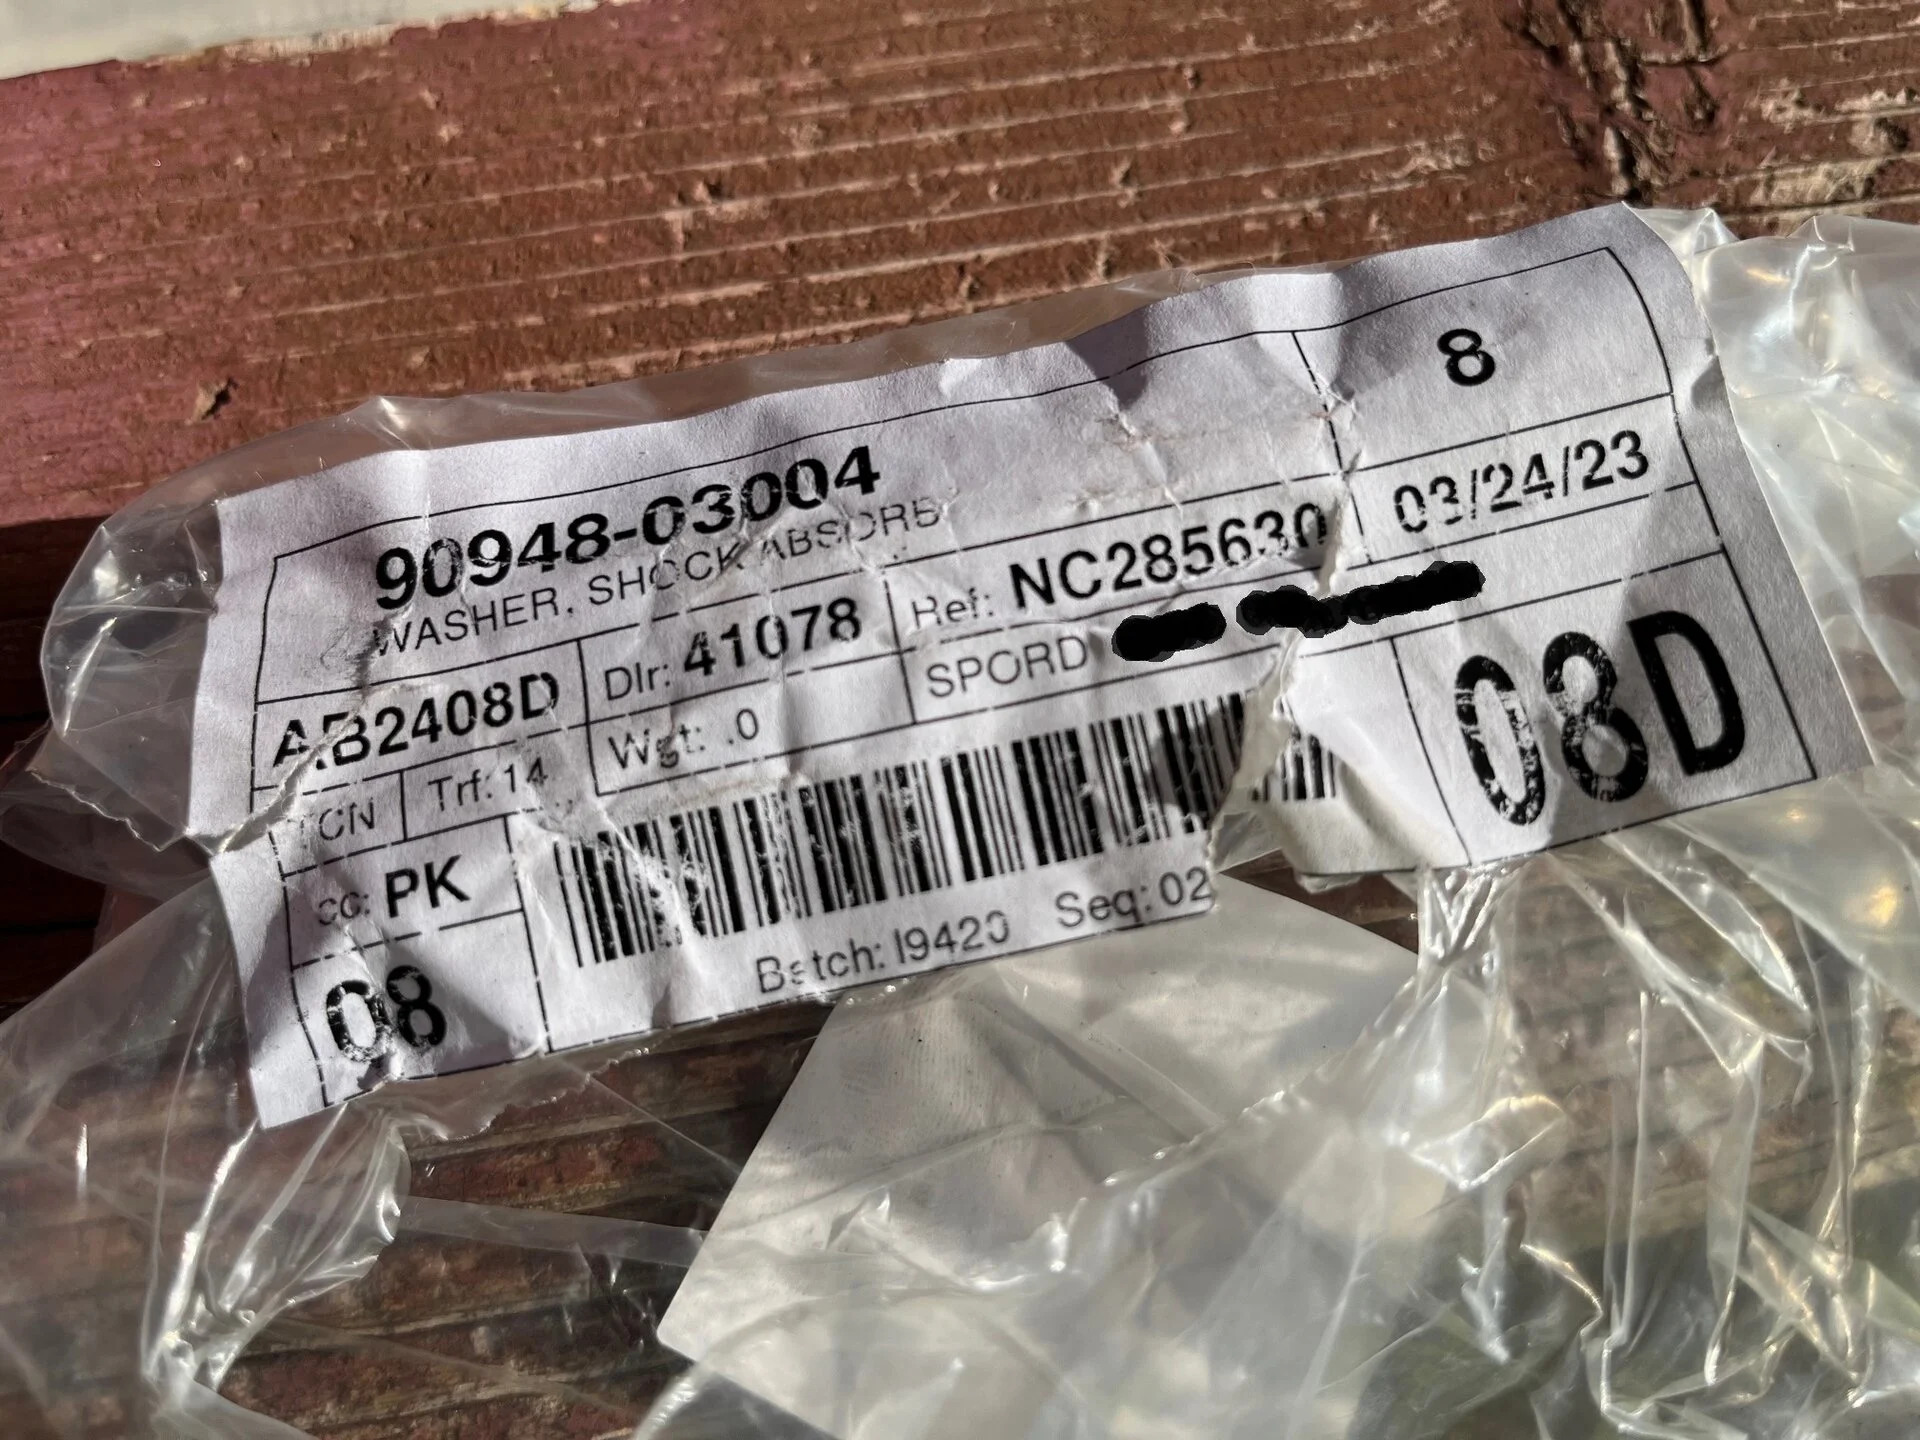 90948-03004
WASHER, SHOCK ABSORB
8
AB2408D
Dlr: 41078
Ref: NC285630
03/24/23
TCN
Trf: 14
Wgt: .0
SPORD
08D
CC: PK
08
Batch: I9420 Seq: 02